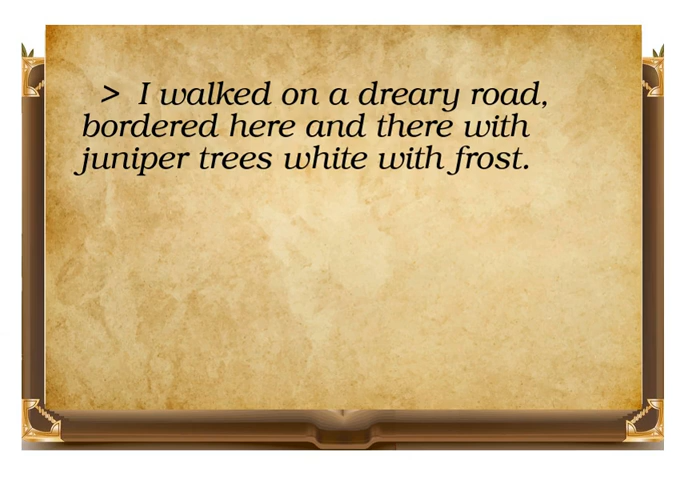 > I walked on a dreary road,
bordered here and there with
juniper trees white with frost.